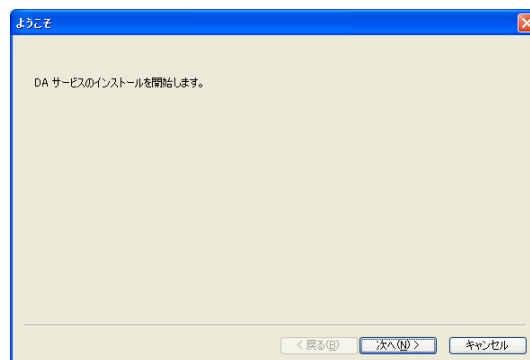 ようこそ
DA サービスのインストールを開始します。
< 戻る(B)
次へ(N) >
キャンセル